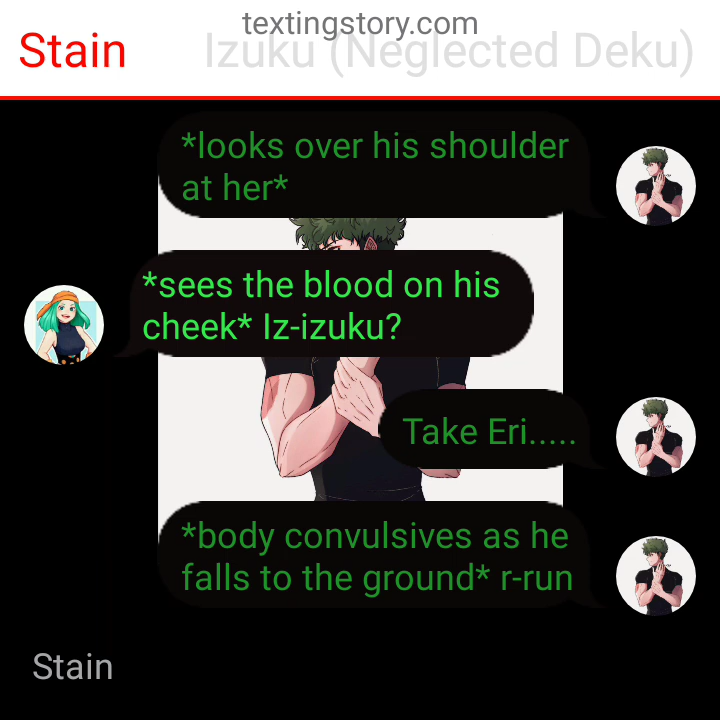 textingstory.com
Stain
Izuku (Neglected Deku)
*looks over his shoulder
at her*
*sees the blood on his
cheek* Iz-izuku?
Take Eri.....
*body convulsives as he
falls to the ground* r-run
Stain